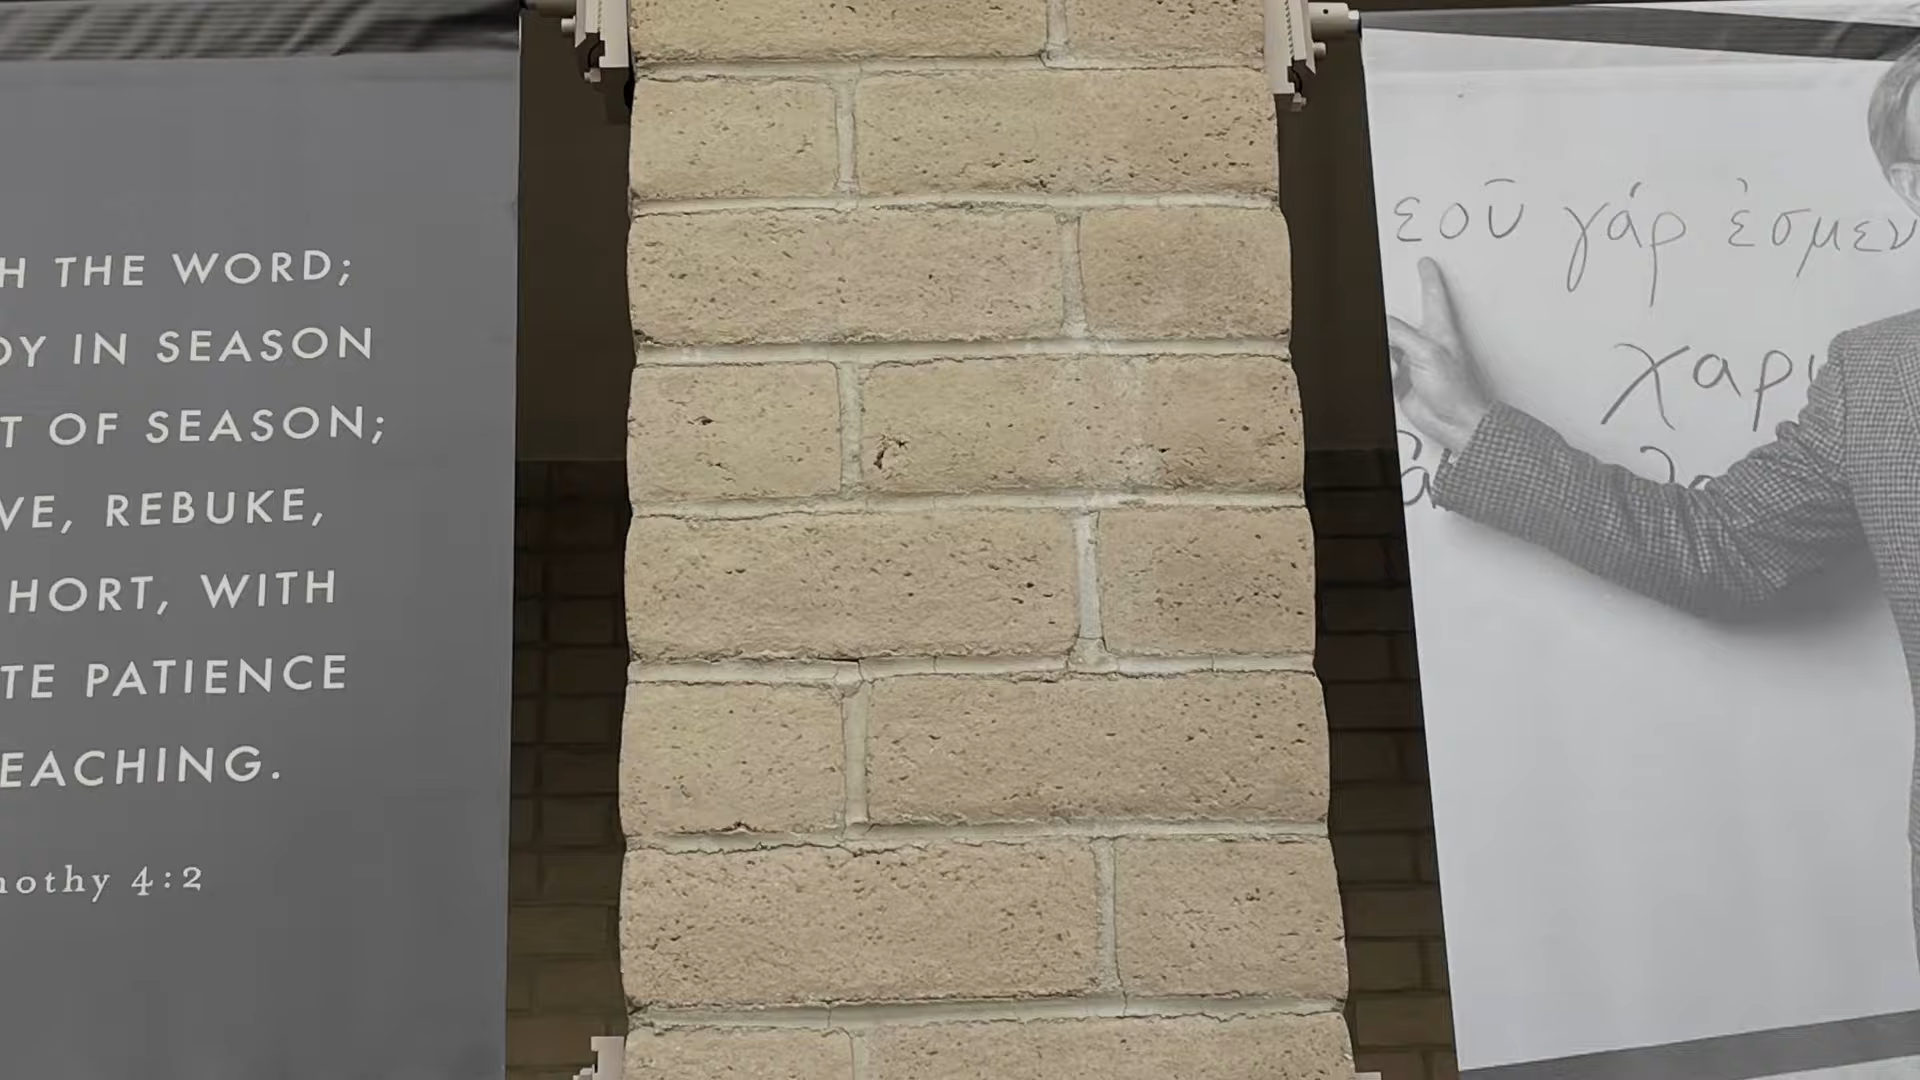 H THE WORD;
DY IN SEASON
T OF SEASON;
VE, REBUKE,
HORT, WITH
TE PATIENCE
EACHING.
nothy 4:2
εοῦ γάρ ἐσμεν
χαρι